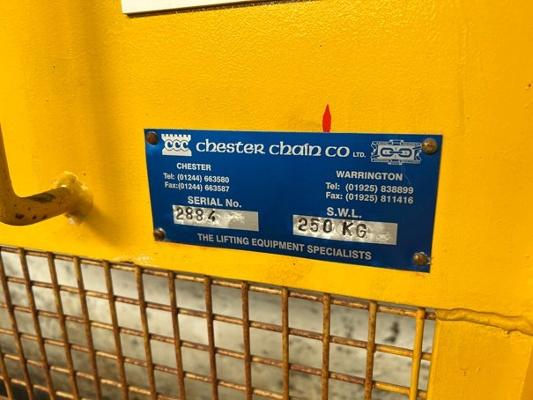 CCC chester chain co LTD.
CHESTER
Tel: (01244) 663580
Fax: (01244) 663587
WARRINGTON
Tel: (01925) 838899
Fax: (01925) 811416
SERIAL No.
2884
S.W.L.
250 KG
THE LIFTING EQUIPMENT SPECIALISTS